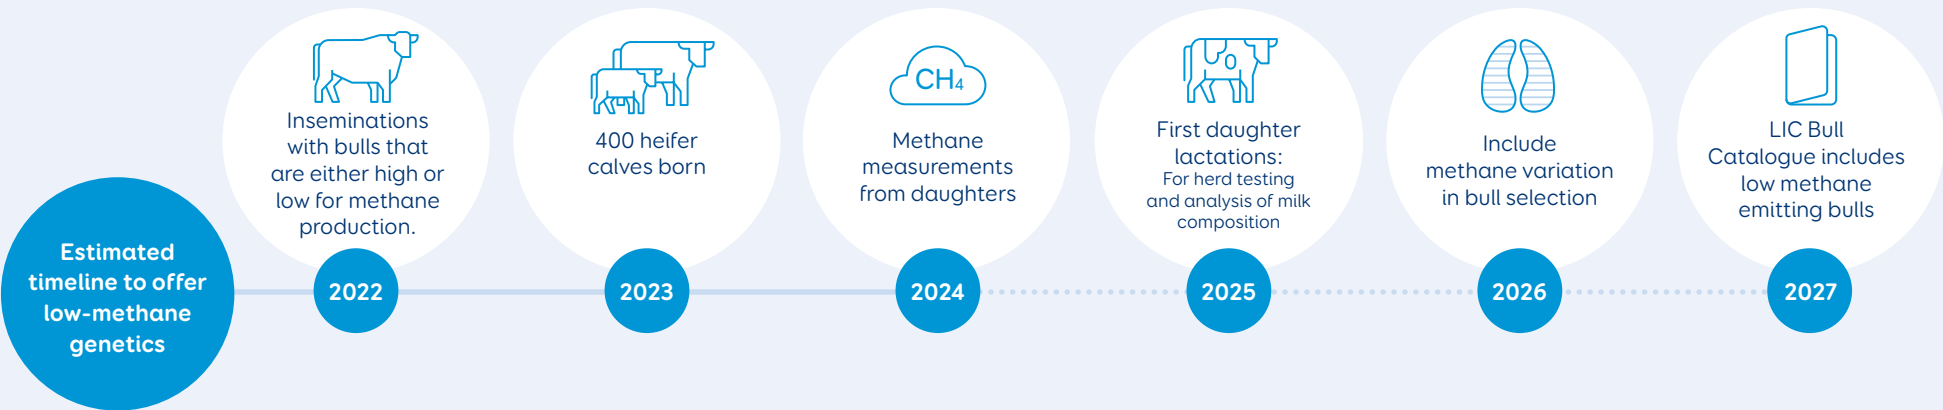 Estimated
timeline to offer
low-methane
genetics
Inseminations
with bulls that
are either high or
low for methane
production.
2022
400 heifer
calves born
2023
CH₄
Methane
measurements
from daughters
2024
First daughter
lactations:
For herd testing
and analysis of milk
composition
2025
Include
methane variation
in bull selection
2026
LIC Bull
Catalogue includes
low methane
emitting bulls
2027